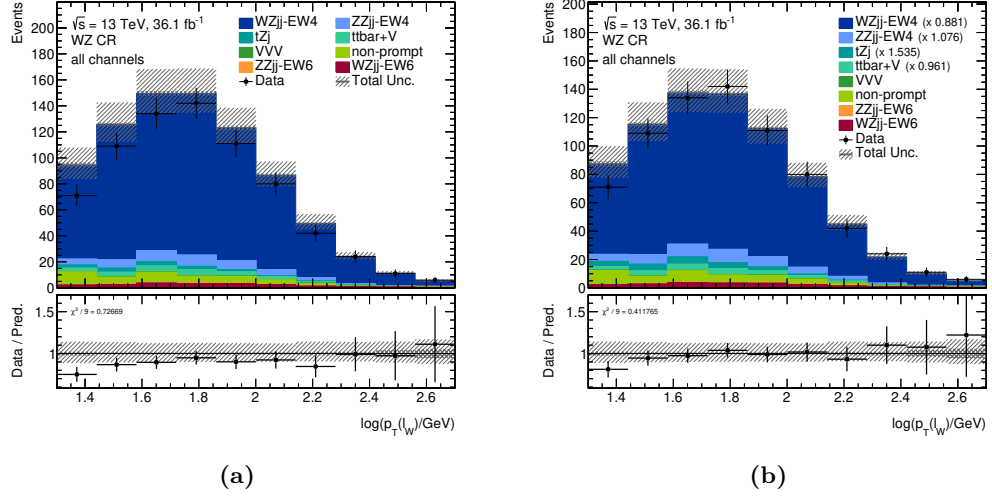 Events
√s = 13 TeV, 36.1 fb⁻¹
WZ CR
all channels
WZjj-EW4
tZj
VVV
ZZjj-EW6
Data
ZZjj-EW4
ttbar+V
non-prompt
WZjj-EW6
Total Unc.
200
180
160
140
120
100
80
60
40
20
0
Data / Pred.
χ² / 9 = 0.72669
1.5
1
1.4 1.6 1.8 2 2.2 2.4 2.6
log(p_T(l_W)/GeV)
(a)
Events
√s = 13 TeV, 36.1 fb⁻¹
WZ CR
all channels
WZjj-EW4 (x 0.881)
ZZjj-EW4 (x 1.076)
tZj (x 1.535)
ttbar+V (x 0.961)
VVV
non-prompt
ZZjj-EW6
WZjj-EW6
Data
Total Unc.
200
180
160
140
120
100
80
60
40
20
0
Data / Pred.
χ² / 9 = 0.411765
1.5
1
1.4 1.6 1.8 2 2.2 2.4 2.6
log(p_T(l_W)/GeV)
(b)